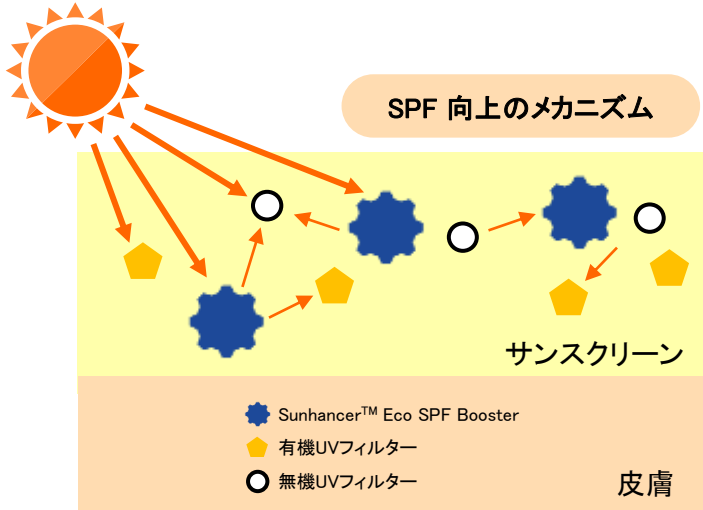 SPF 向上のメカニズム
サンスクリーン
Sunhancer™ Eco SPF Booster
有機UVフィルター
無機UVフィルター
皮膚